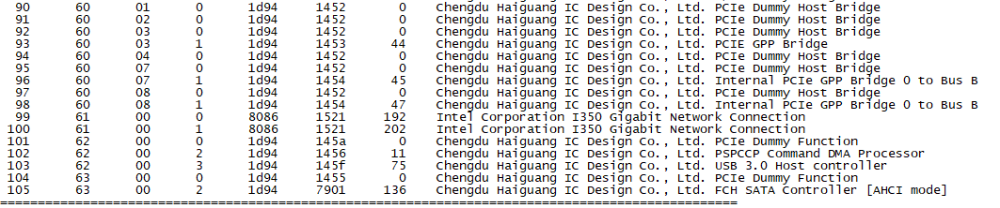 90 60 01 0 1d94 1452 0 Chengdu Haiguang IC Design Co., Ltd. PCIe Dummy Host Bridge
91 60 02 0 1d94 1452 0 Chengdu Haiguang IC Design Co., Ltd. PCIe Dummy Host Bridge
92 60 03 0 1d94 1452 0 Chengdu Haiguang IC Design Co., Ltd. PCIe Dummy Host Bridge
93 60 03 1 1d94 1453 44 Chengdu Haiguang IC Design Co., Ltd. PCIE GPP Bridge
94 60 04 0 1d94 1452 0 Chengdu Haiguang IC Design Co., Ltd. PCIe Dummy Host Bridge
95 60 07 0 1d94 1452 0 Chengdu Haiguang IC Design Co., Ltd. PCIe Dummy Host Bridge
96 60 07 1 1d94 1454 45 Chengdu Haiguang IC Design Co., Ltd. Internal PCIe GPP Bridge 0 to Bus B
97 60 08 0 1d94 1452 0 Chengdu Haiguang IC Design Co., Ltd. PCIe Dummy Host Bridge
98 60 08 1 1d94 1454 47 Chengdu Haiguang IC Design Co., Ltd. Internal PCIe GPP Bridge 0 to Bus B
99 61 00 0 8086 1521 192 Intel Corporation I350 Gigabit Network Connection
100 61 00 1 8086 1521 202 Intel Corporation I350 Gigabit Network Connection
101 62 00 0 1d94 145a 0 Chengdu Haiguang IC Design Co., Ltd. PCIe Dummy Function
102 62 00 2 1d94 1456 11 Chengdu Haiguang IC Design Co., Ltd. PSPCCP Command DMA Processor
103 62 00 3 1d94 145f 75 Chengdu Haiguang IC Design Co., Ltd. USB 3.0 Host controller
104 63 00 0 1d94 1455 0 Chengdu Haiguang IC Design Co., Ltd. PCIe Dummy Function
105 63 00 2 1d94 7901 136 Chengdu Haiguang IC Design Co., Ltd. FCH SATA Controller [AHCI mode]